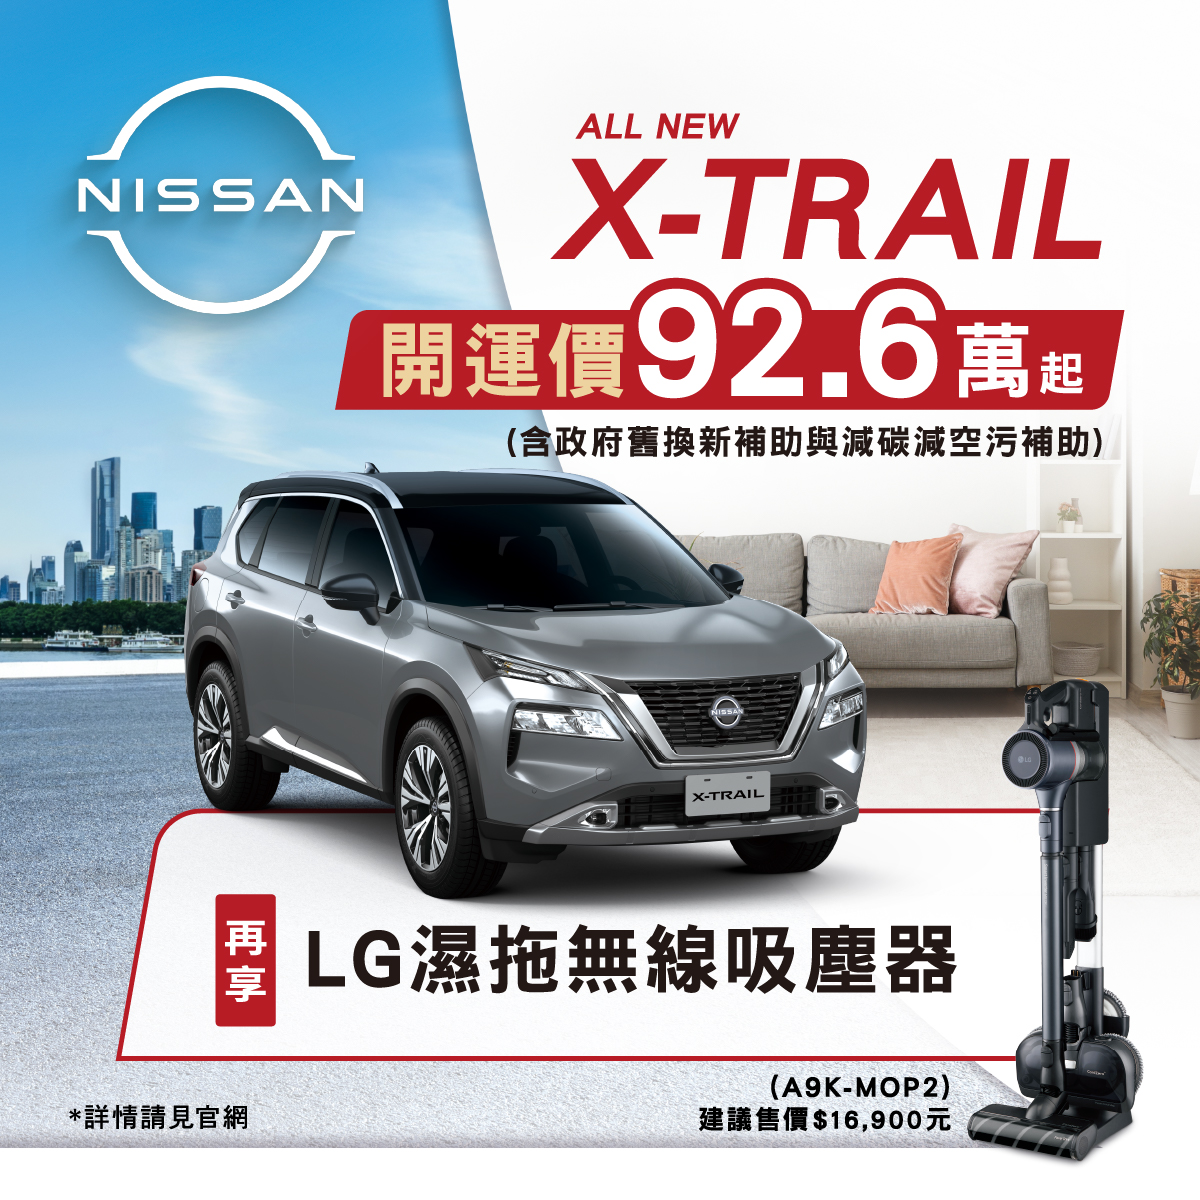 NISSAN
ALL NEW
X-TRAIL
開運價92.6萬起
(含政府舊換新補助與減碳減空污補助)
NISSAN
X-TRAIL
LG
再享
LG濕拖無線吸塵器
(A9K-MOP2)
建議售價$16,900元
*詳情請見官網